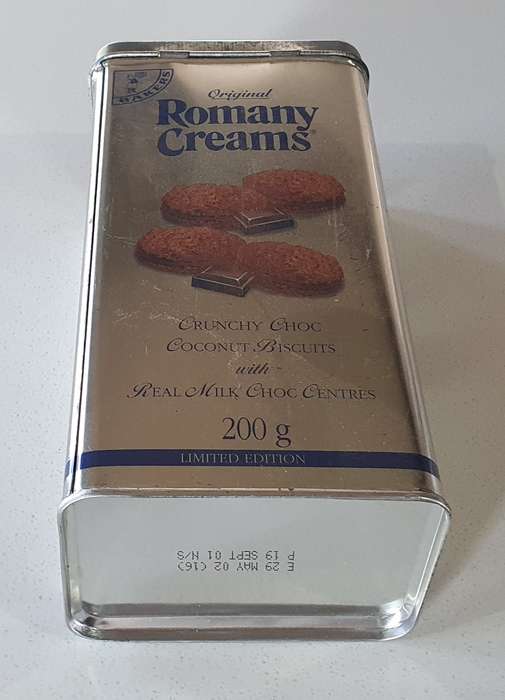 BAKERS
Original
Romany
Creams®
CRUNCHY CHOC
COCONUT BISCUITS
with
REAL MILK CHOC CENTRES
200 g
LIMITED EDITION
P 19 SEPT 01 N/S
E 29 MAY 02 (16)